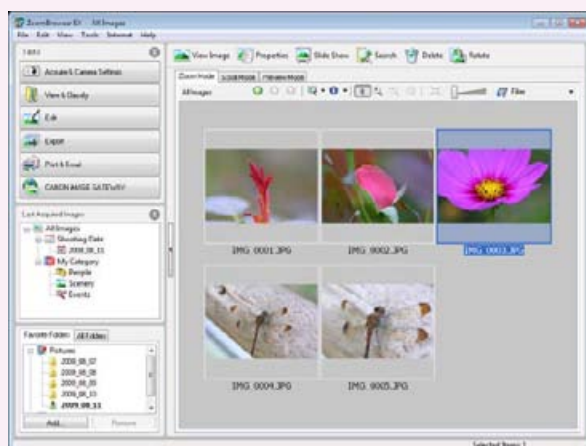 ZoomBrowser EX - All Images
File Edit View Tools Internet Help
Tasks
Acquire & Camera Settings
View & Classify
Edit
Export
Print & Email
CANON iMAGE GATEWAY
View Image Properties Slide Show Search Delete Rotate
Zoom Mode Scroll Mode Preview Mode
All Images
Filter
IMG_0001.JPG IMG_0002.JPG IMG_0003.JPG
IMG_0004.JPG IMG_0005.JPG
Last Acquired Images
All Images
Shooting Date
2009_08_11
My Category
People
Scenery
Events
Favorite Folders All Folders
Pictures
2009_08_07
2009_08_08
2009_08_09
2009_08_10
2009_08_11
Add... Remove
Selected Items: 1